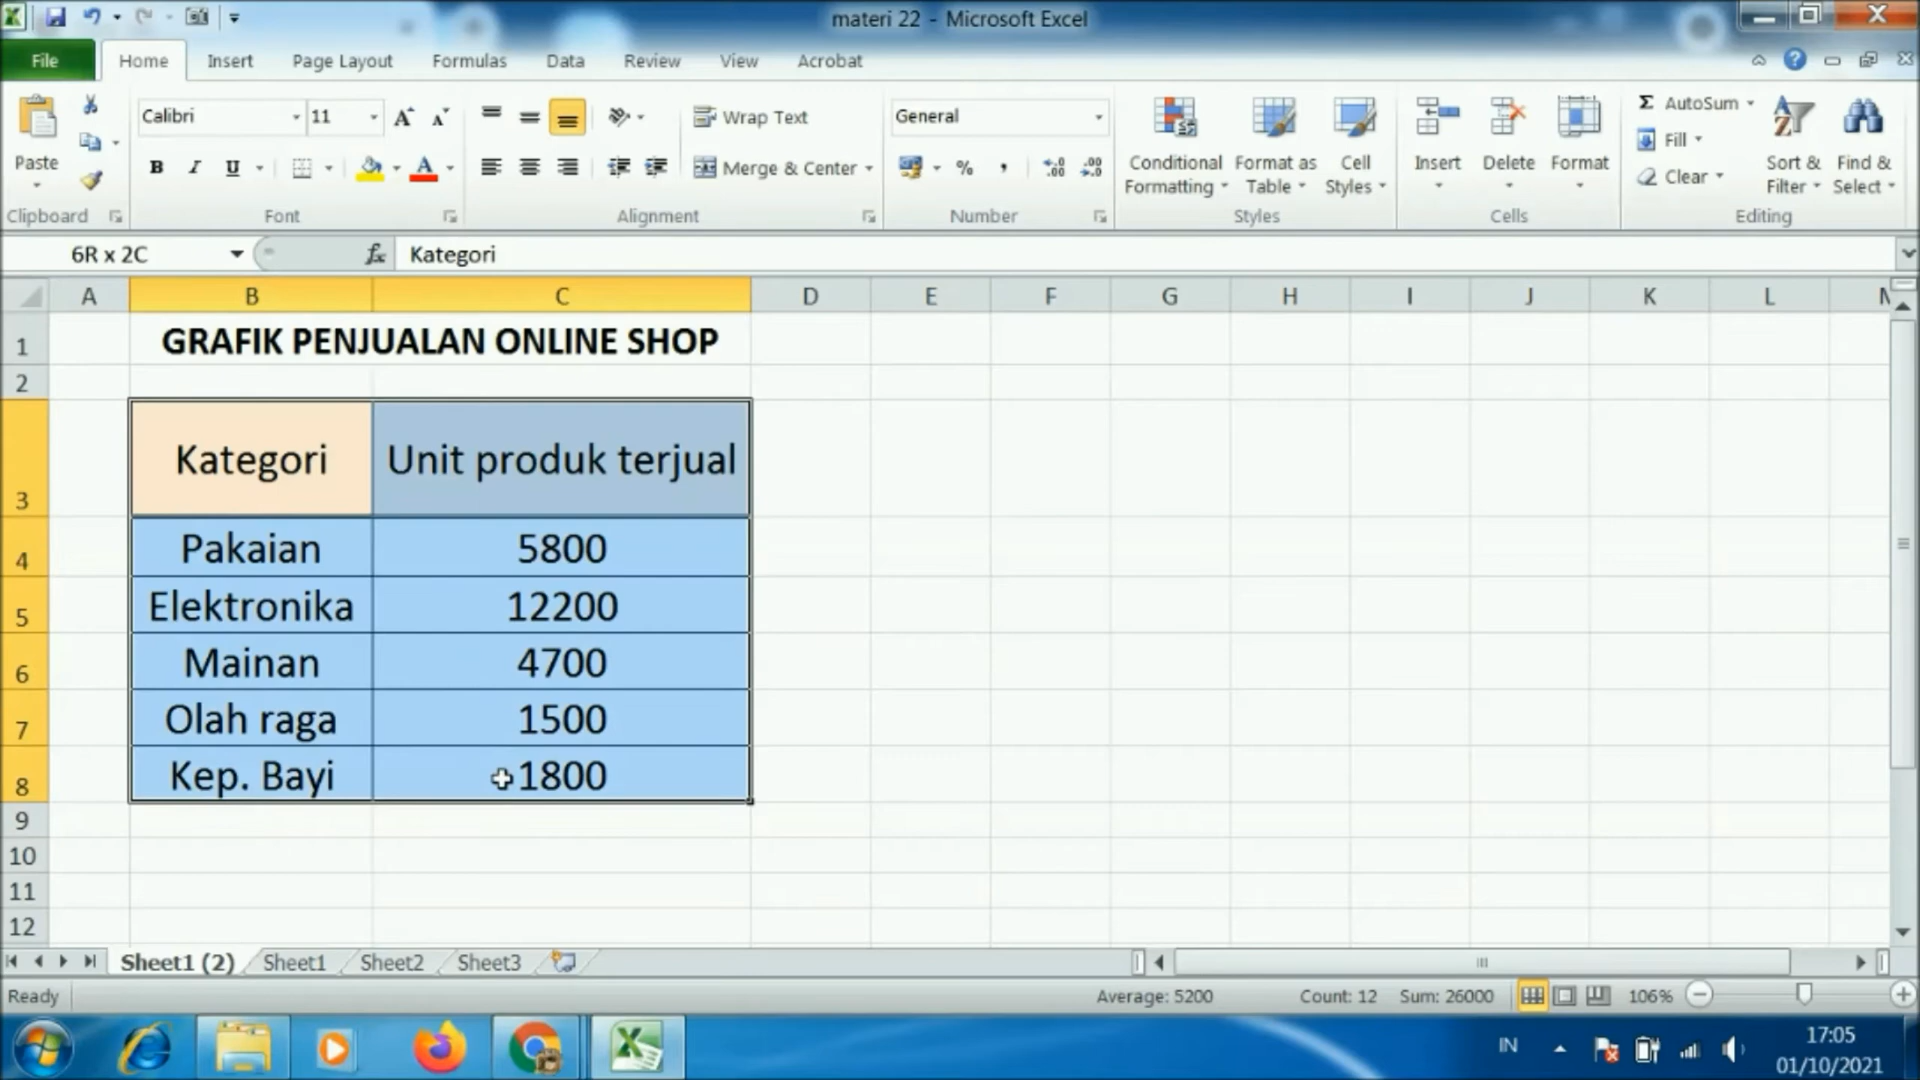 materi 22 - Microsoft Excel
File Home Insert Page Layout Formulas Data Review View Acrobat
Paste
Clipboard
Calibri 11
B I U A
Font
Wrap Text
Merge & Center
Alignment
General
%
Number
Conditional Formatting
Format as Table
Cell Styles
Styles
Insert
Delete
Format
Cells
Σ AutoSum
Fill
Clear
Sort & Filter
Find & Select
Editing
6R x 2C fx Kategori
A B C D E F G H I J K L M
1 GRAFIK PENJUALAN ONLINE SHOP
2
3 Kategori Unit produk terjual
4 Pakaian 5800
5 Elektronika 12200
6 Mainan 4700
7 Olah raga 1500
8 Kep. Bayi 1800
9
10
11
12
Sheet1 (2) Sheet1 Sheet2 Sheet3
Ready Average: 5200 Count: 12 Sum: 26000 106%
IN 17:05
01/10/2021